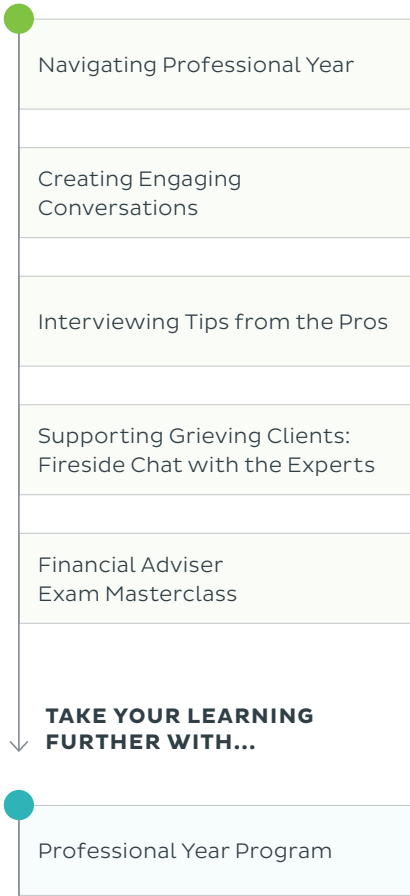 Navigating Professional Year
Creating Engaging
Conversations
Interviewing Tips from the Pros
Supporting Grieving Clients:
Fireside Chat with the Experts
Financial Adviser
Exam Masterclass
TAKE YOUR LEARNING
FURTHER WITH...
Professional Year Program